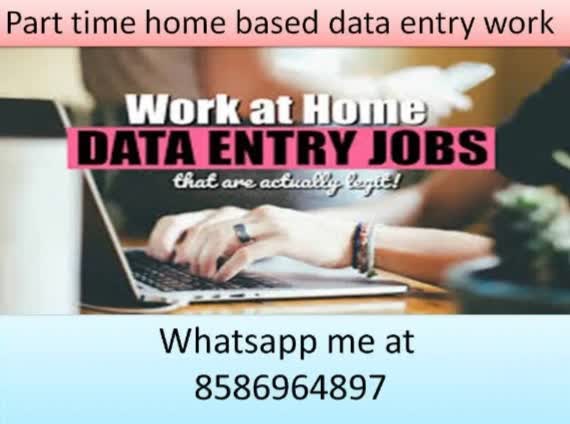 Part time home based data entry work
Work at Home
DATA ENTRY JOBS
that are actually legit!
Whatsapp me at
8586964897